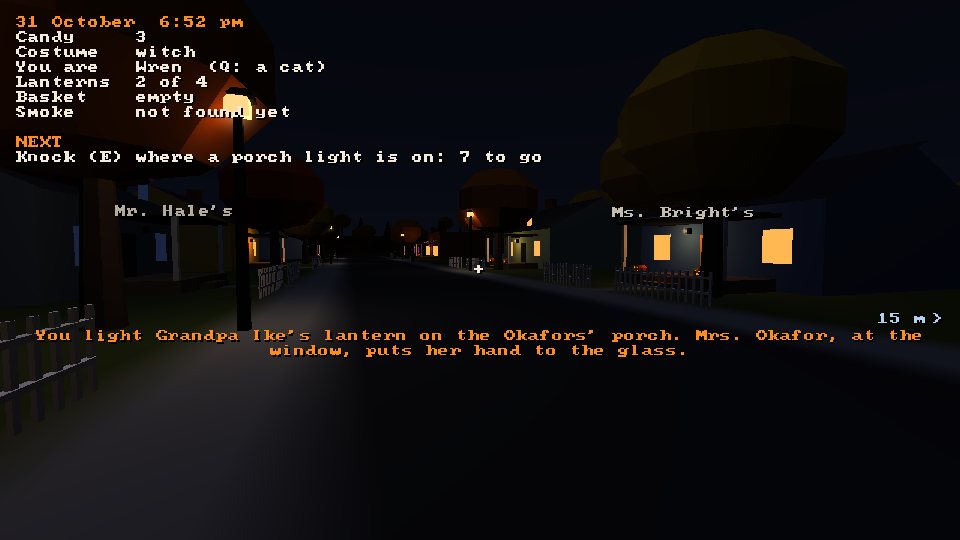 31 October  6:52 pm
Candy 3
Costume witch
You are Wren (Q: a cat)
Lanterns 2 of 4
Basket empty
Smoke not found yet
NEXT
Knock (E) where a porch light is on: 7 to go
Mr. Hale's
Ms. Bright's
15 m >
You light Grandpa Ike's lantern on the Okafors' porch. Mrs. Okafor, at the
window, puts her hand to the glass.